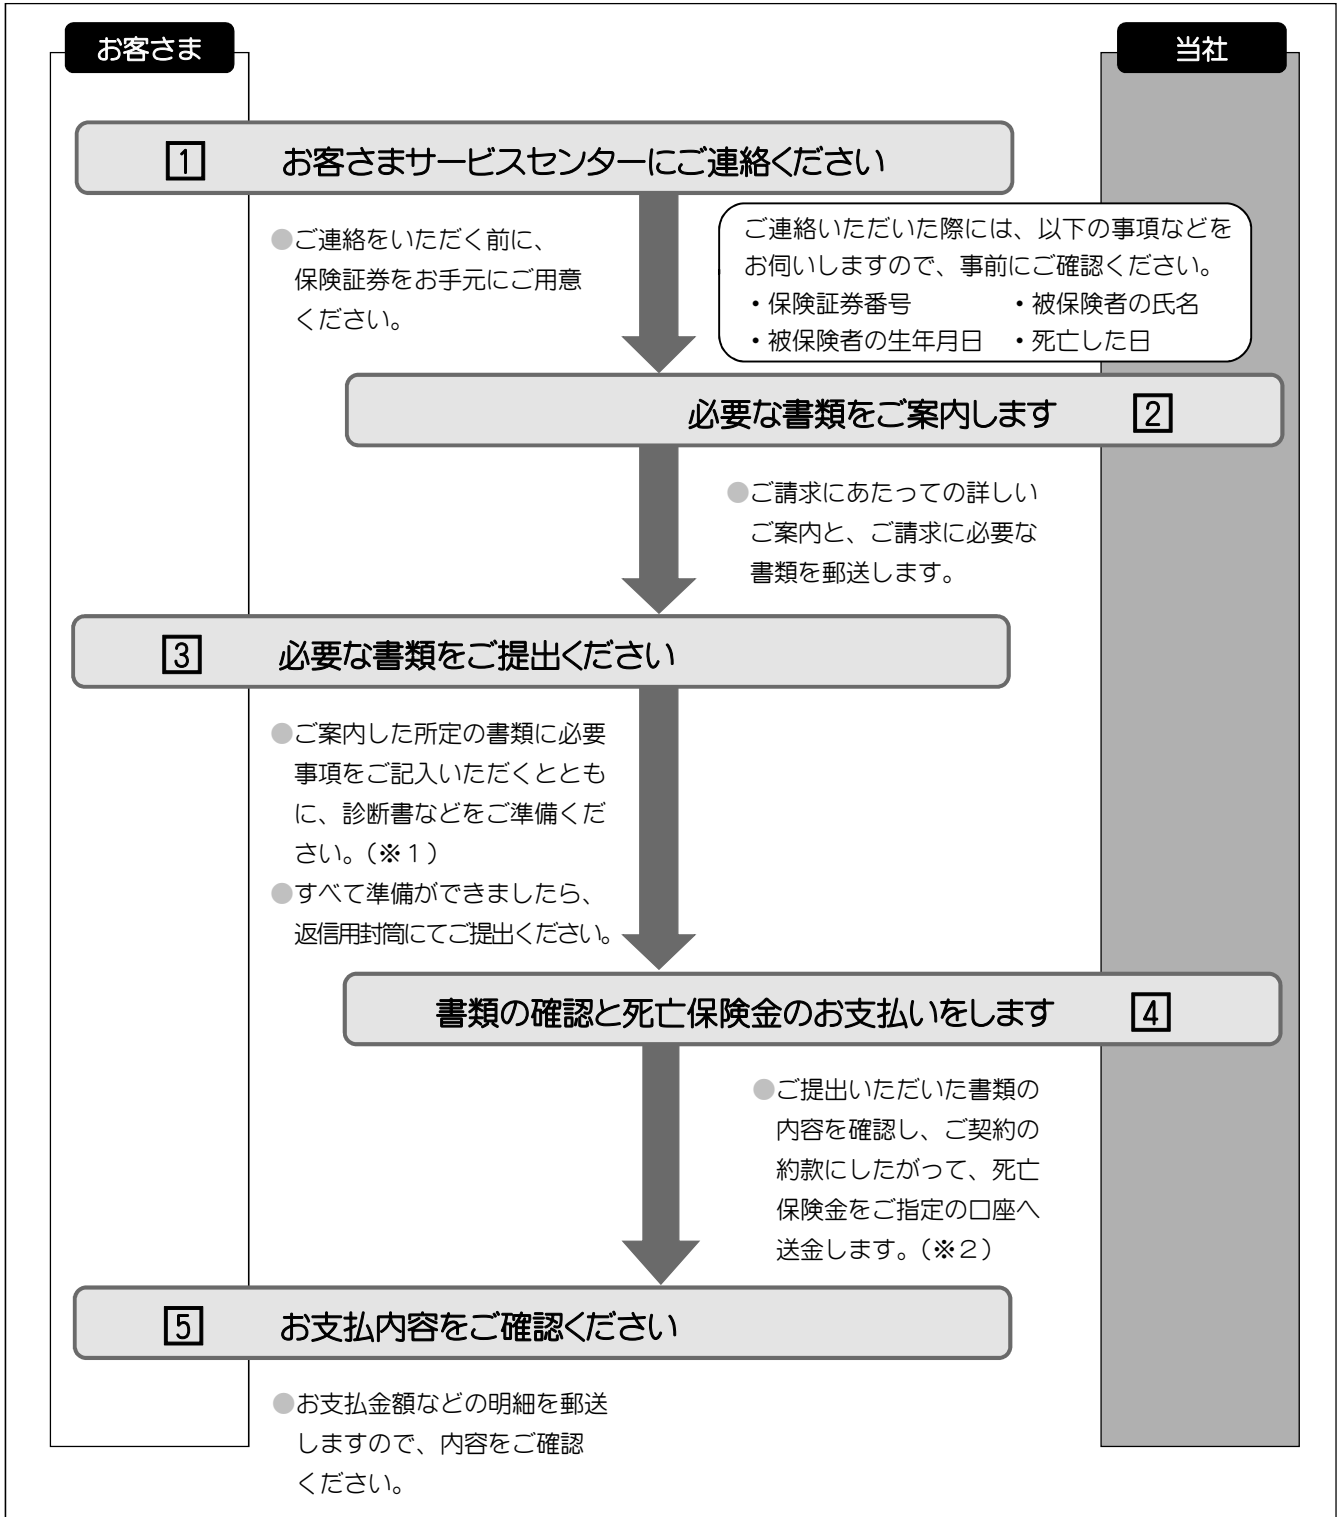 お客さま
当社
1 お客さまサービスセンターにご連絡ください
●ご連絡をいただく前に、
保険証券をお手元にご用意
ください。
ご連絡いただいた際には、以下の事項などを
お伺いしますので、事前にご確認ください。
・保険証券番号 ・被保険者の氏名
・被保険者の生年月日 ・死亡した日
必要な書類をご案内します 2
●ご請求にあたっての詳しい
ご案内と、ご請求に必要な
書類を郵送します。
3 必要な書類をご提出ください
●ご案内した所定の書類に必要
事項をご記入いただくととも
に、診断書などをご準備くだ
さい。(※1)
●すべて準備ができましたら、
返信用封筒にてご提出ください。
書類の確認と死亡保険金のお支払いをします 4
●ご提出いただいた書類の
内容を確認し、ご契約の
約款にしたがって、死亡
保険金をご指定の口座へ
送金します。(※2)
5 お支払内容をご確認ください
●お支払金額などの明細を郵送
しますので、内容をご確認
ください。